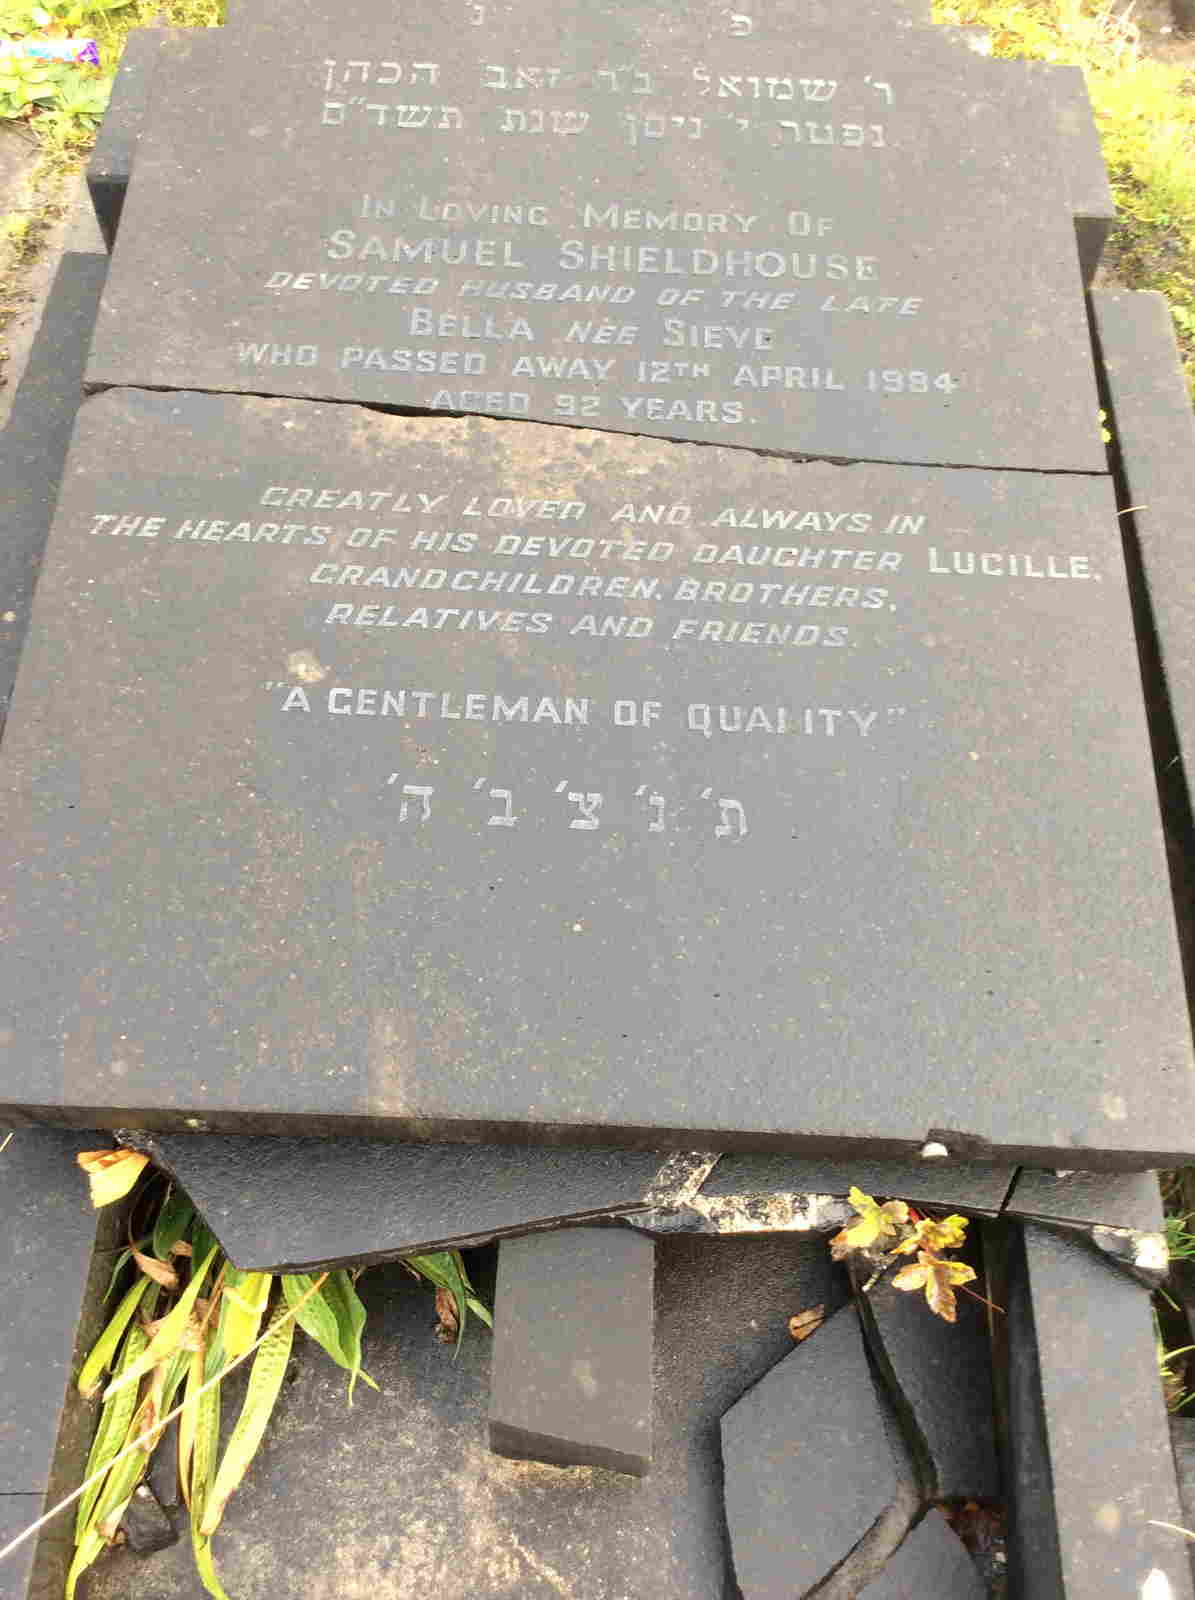 פ' נ'
ר' שמואל ב"ר זאב הכהן
נפטר י' ניסן שנת תשד"ם
IN LOVING MEMORY OF
SAMUEL SHIELDHOUSE
DEVOTED HUSBAND OF THE LATE
BELLA NÉE SIEVE
WHO PASSED AWAY 12TH APRIL 1984
AGED 92 YEARS.
GREATLY LOVED AND ALWAYS IN
THE HEARTS OF HIS DEVOTED DAUGHTER LUCILLE,
GRANDCHILDREN, BROTHERS,
RELATIVES AND FRIENDS.
"A GENTLEMAN OF QUALITY"
ת' נ' צ' ב' ה'